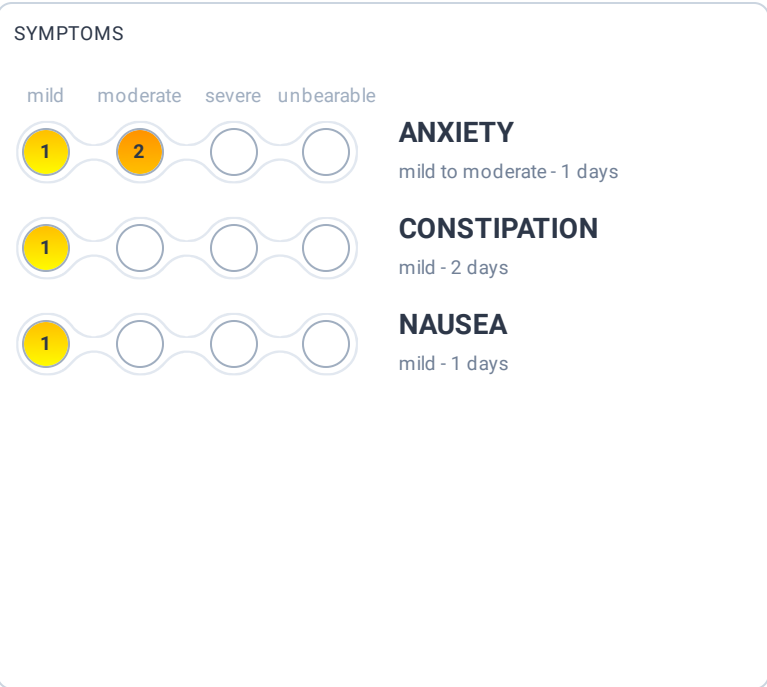 SYMPTOMS
mild moderate severe unbearable
1 2
ANXIETY
mild to moderate - 1 days
1
CONSTIPATION
mild - 2 days
1
NAUSEA
mild - 1 days